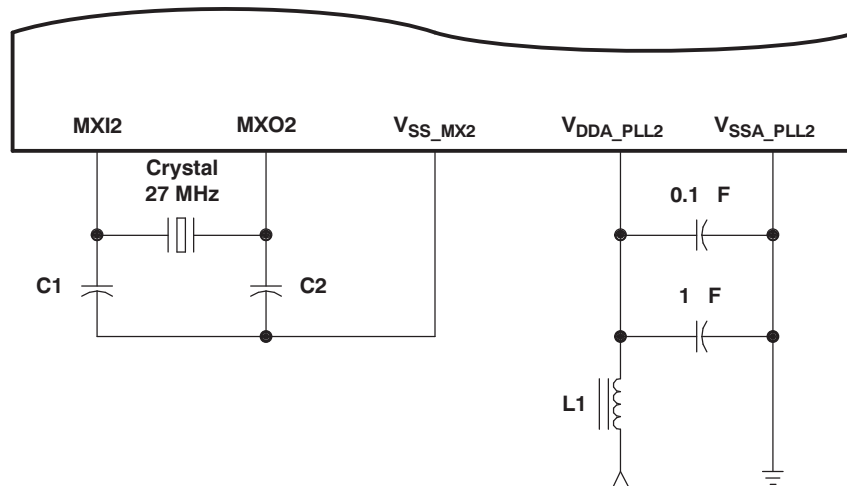 MXI2 MXO2 VSS_MX2 VDDA_PLL2 VSSA_PLL2
Crystal
27 MHz
0.1 F
C1 C2
1 F
L1